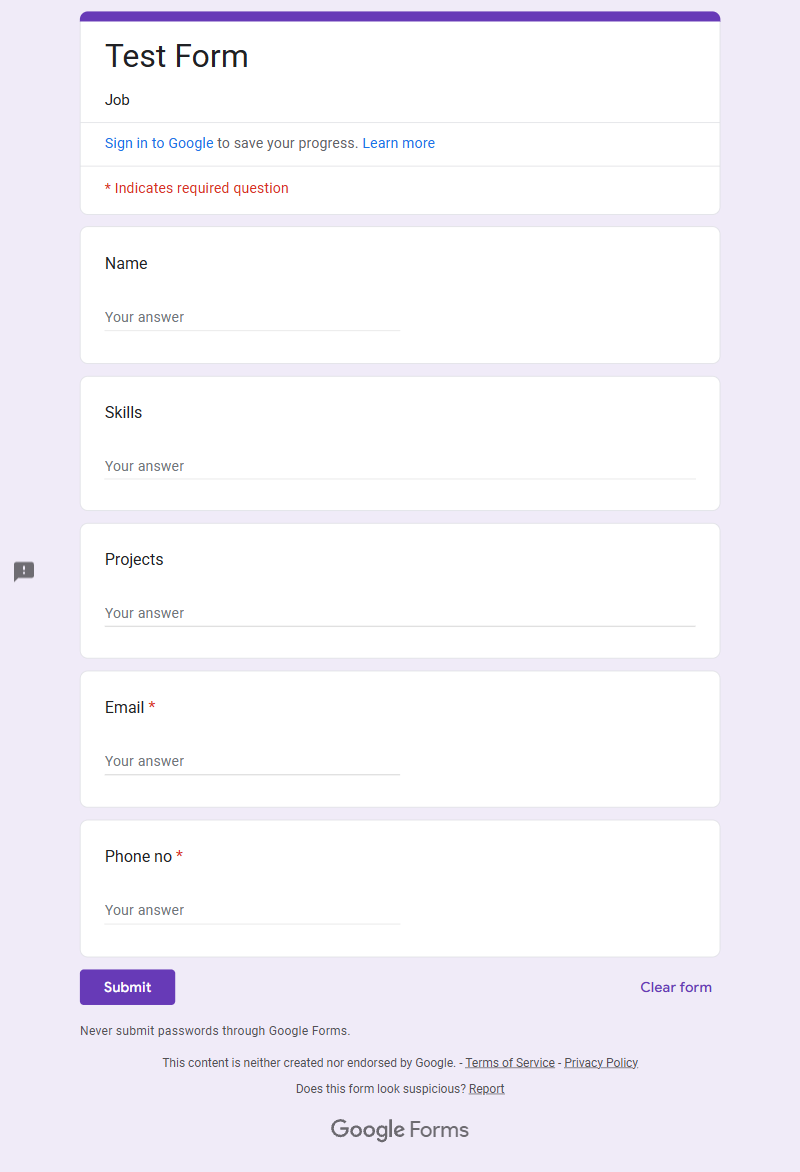 Test Form
Job
Sign in to Google to save your progress. Learn more
* Indicates required question
Name
Your answer
Skills
Your answer
Projects
Your answer
Email *
Your answer
Phone no *
Your answer
Submit Clear form
Never submit passwords through Google Forms.
This content is neither created nor endorsed by Google. - Terms of Service - Privacy Policy
Does this form look suspicious? Report
Google Forms